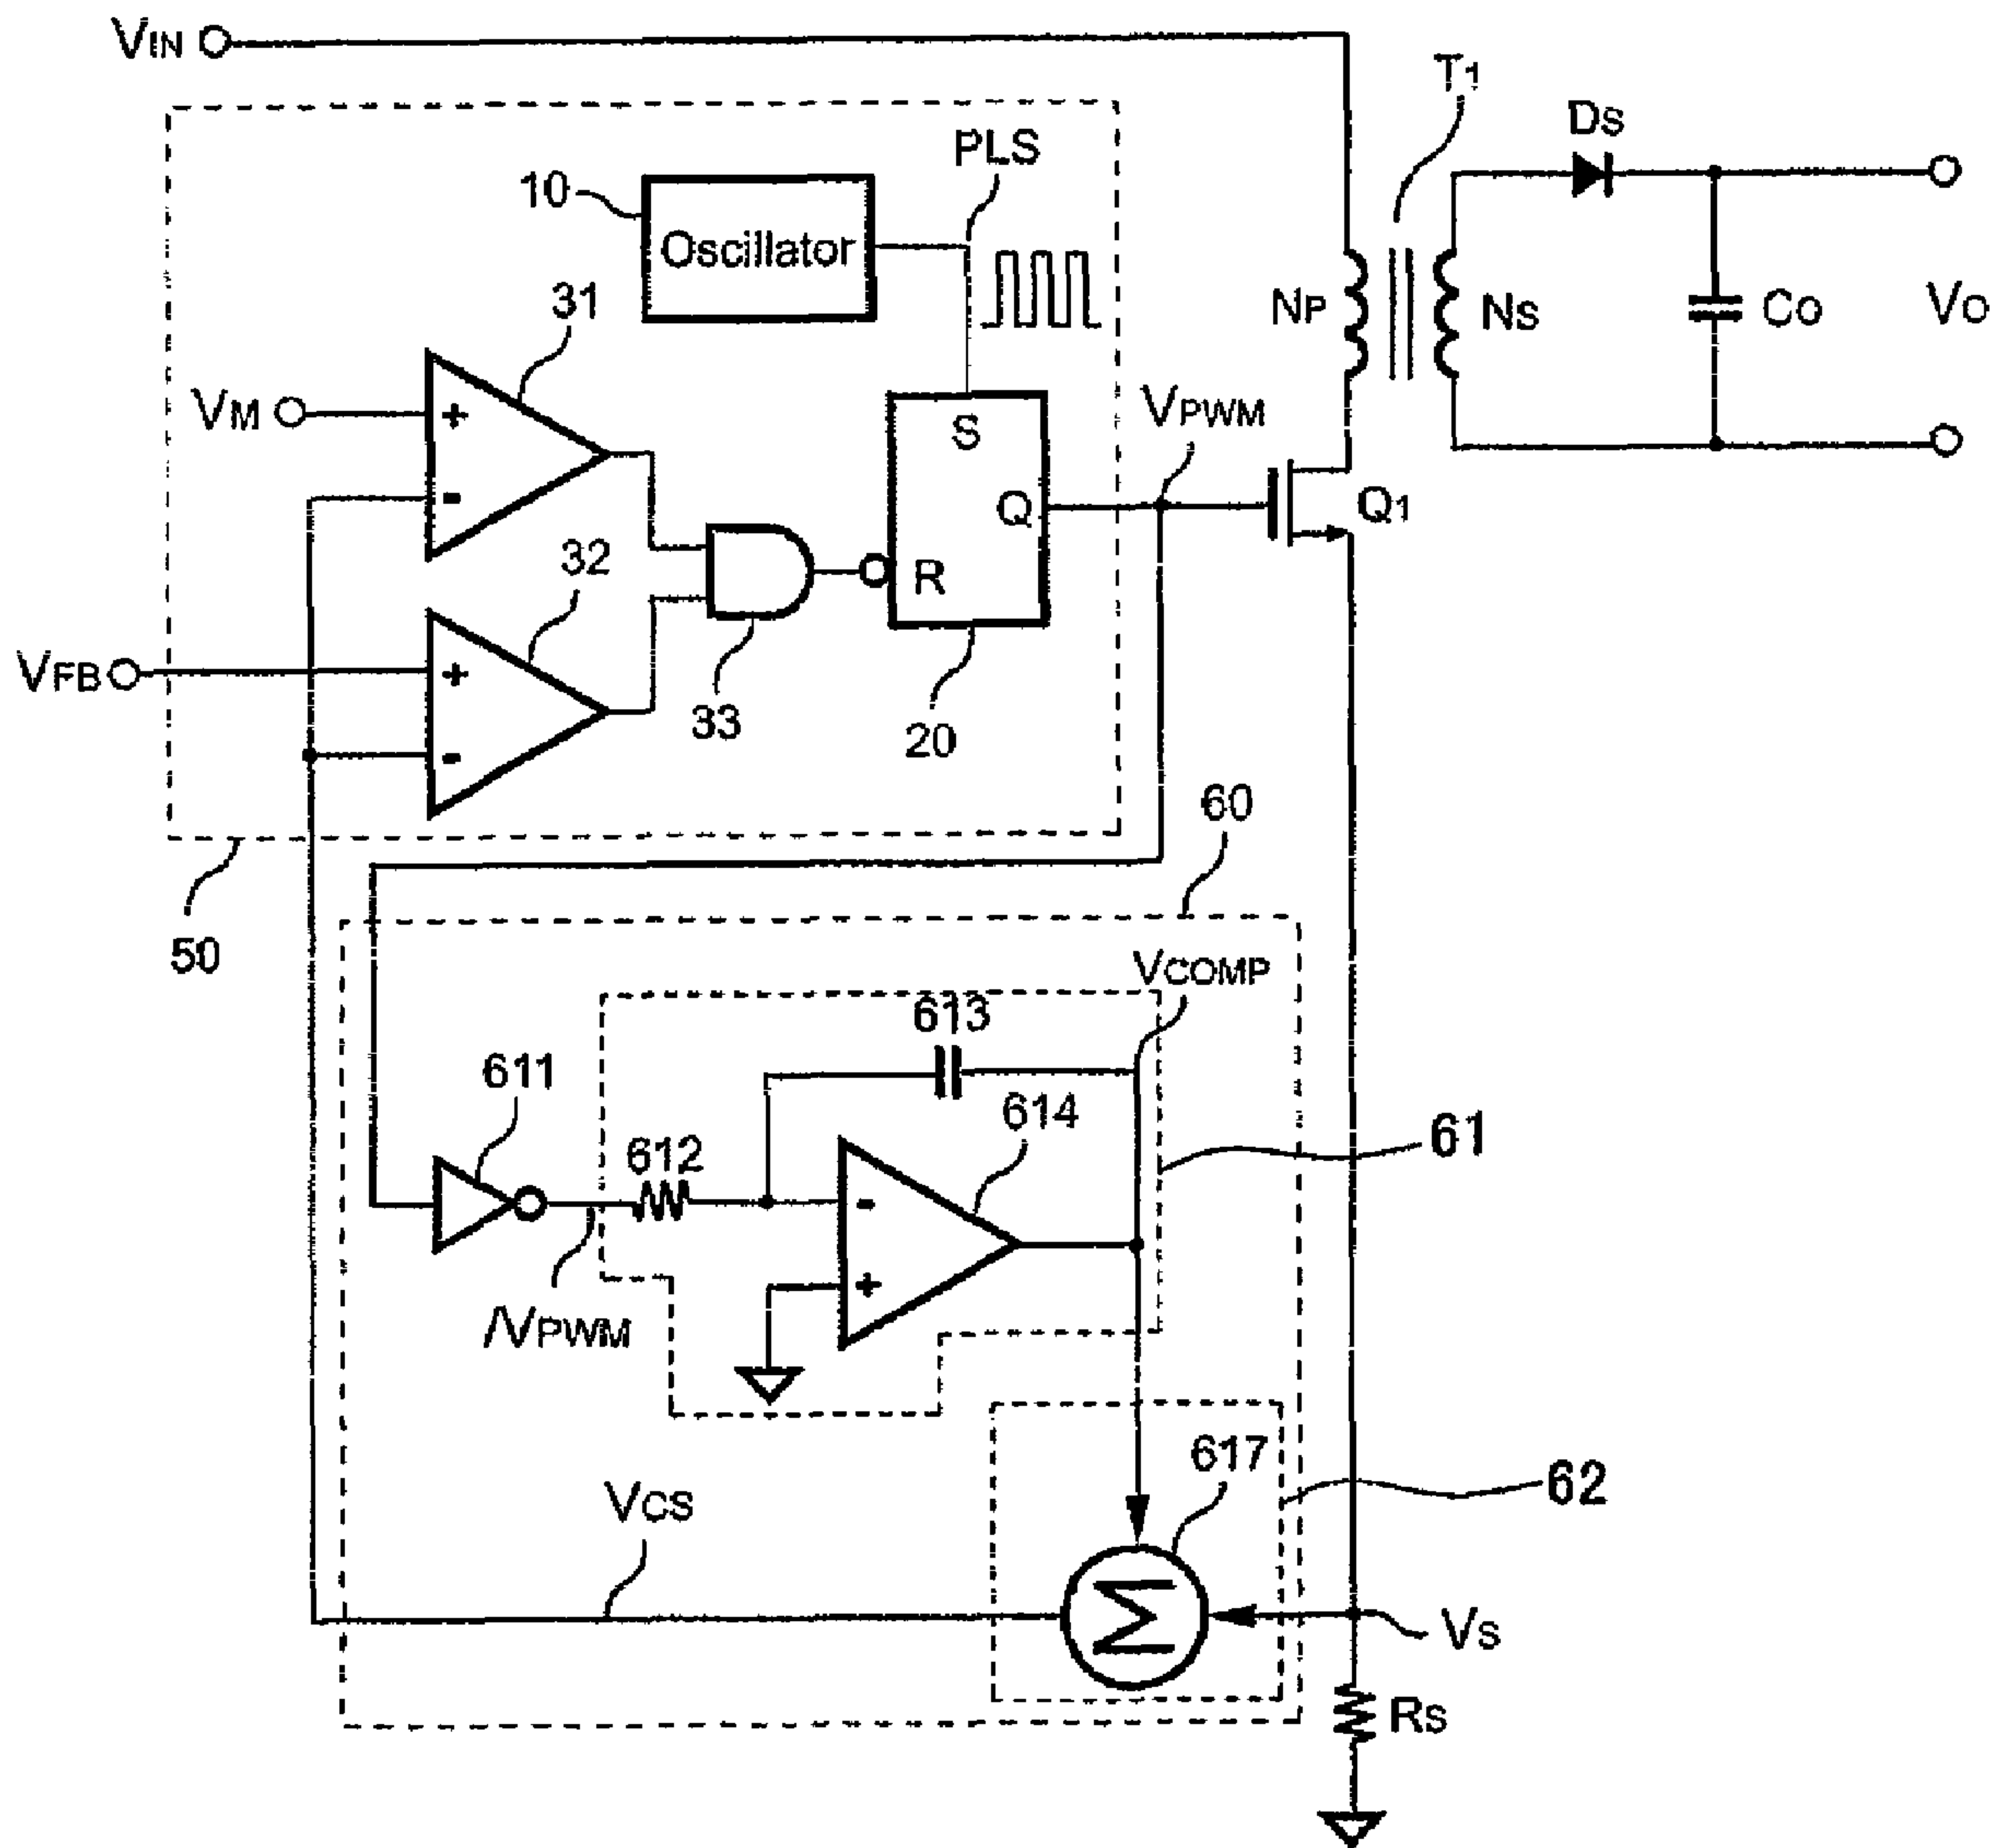 VIN
T1
DS
PLS
10
Oscillator
31
NP
NS
CO
VO
VM
+
-
S
VPWM
Q
Q1
32
R
VFB
+
-
33
20
60
50
VCOMP
613
611
614
61
612
-
+
/VPWM
617
62
VCS
Σ
VS
RS